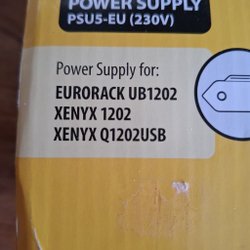 POWER SUPPLY
PSU5-EU (230V)
Power Supply for:
EURORACK UB1202
XENYX 1202
XENYX Q1202USB